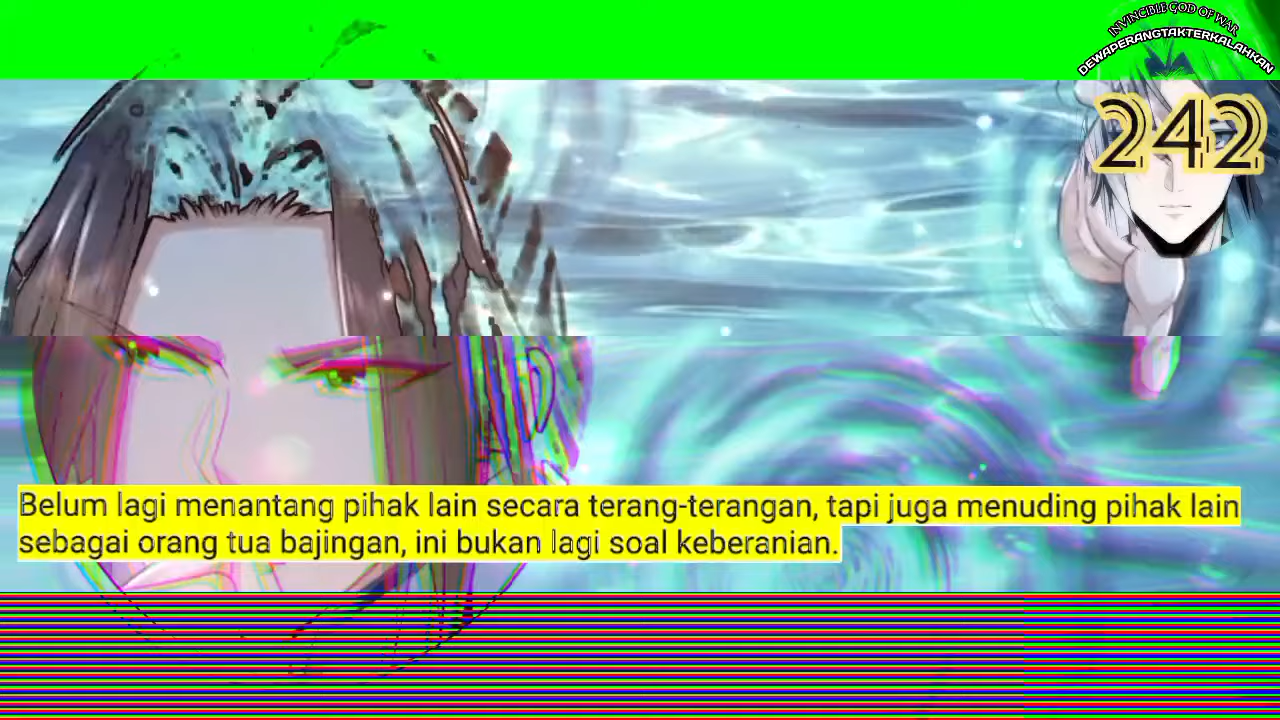 INVINCIBLE GOD OF WAR
DEWAPERANGTAKTERKALAHKAN
242
Belum lagi menantang pihak lain secara terang-terangan, tapi juga menuding pihak lain
sebagai orang tua bajingan, ini bukan lagi soal keberanian.